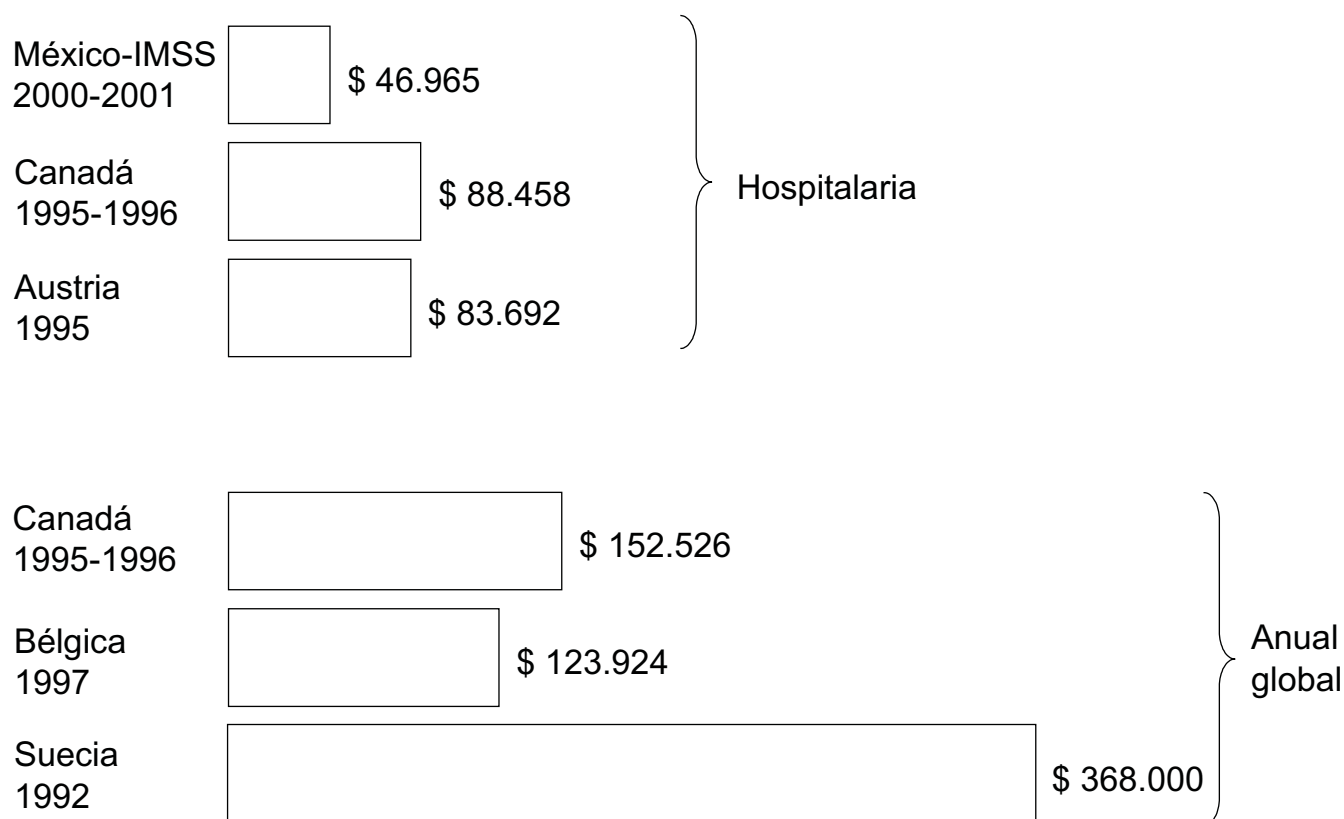 México-IMSS
2000-2001
$ 46.965
Canadá
1995-1996
$ 88.458
Hospitalaria
Austria
1995
$ 83.692
Canadá
1995-1996
$ 152.526
Bélgica
1997
$ 123.924
Anual
global
Suecia
1992
$ 368.000